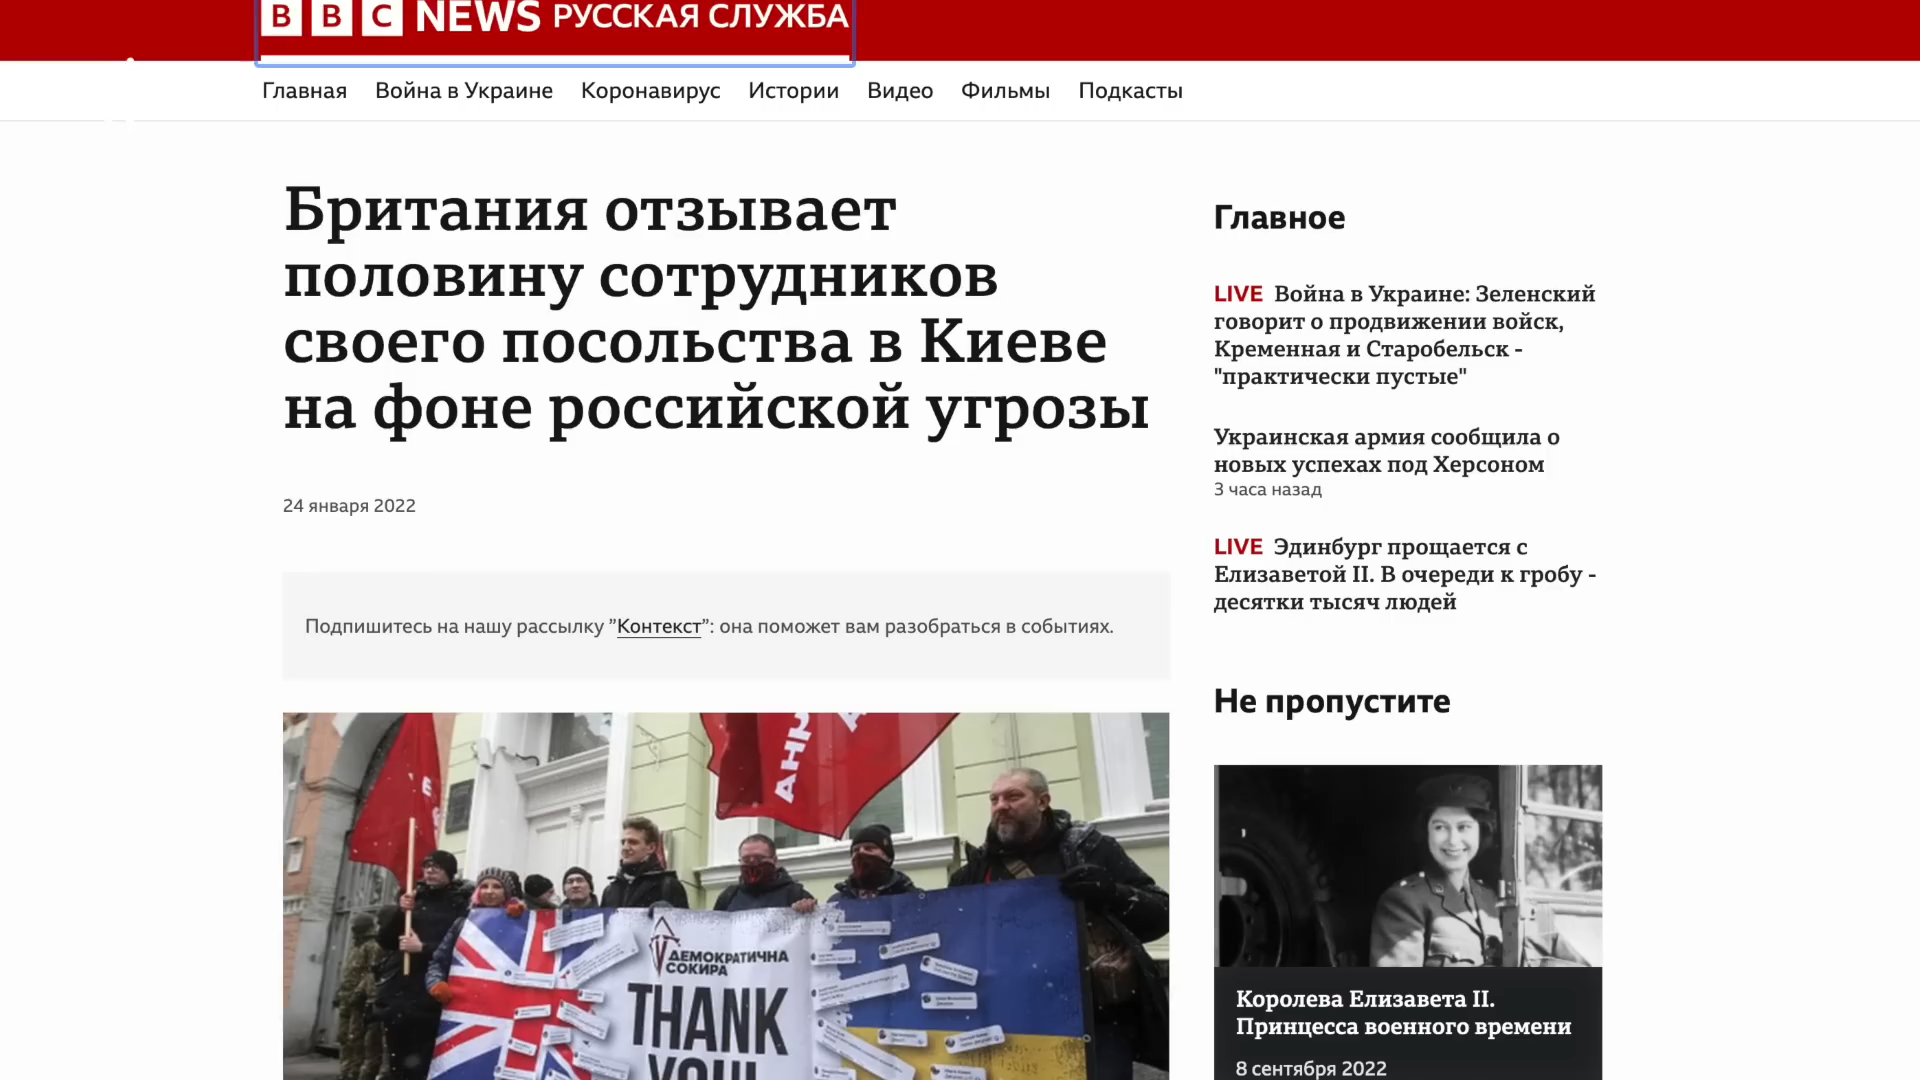 BBC NEWS РУССКАЯ СЛУЖБА
Главная Война в Украине Коронавирус Истории Видео Фильмы Подкасты
Британия отзывает
половину сотрудников
своего посольства в Киеве
на фоне российской угрозы
24 января 2022
Подпишитесь на нашу рассылку ”Контекст”: она поможет вам разобраться в событиях.
ДЕМОКРАТИЧНА
СОКИРА
THANK
YOU!
Главное
LIVE Война в Украине: Зеленский
говорит о продвижении войск,
Кременная и Старобельск -
"практически пустые"
Украинская армия сообщила о
новых успехах под Херсоном
3 часа назад
LIVE Эдинбург прощается с
Елизаветой II. В очереди к гробу -
десятки тысяч людей
Не пропустите
Королева Елизавета II.
Принцесса военного времени
8 сентября 2022